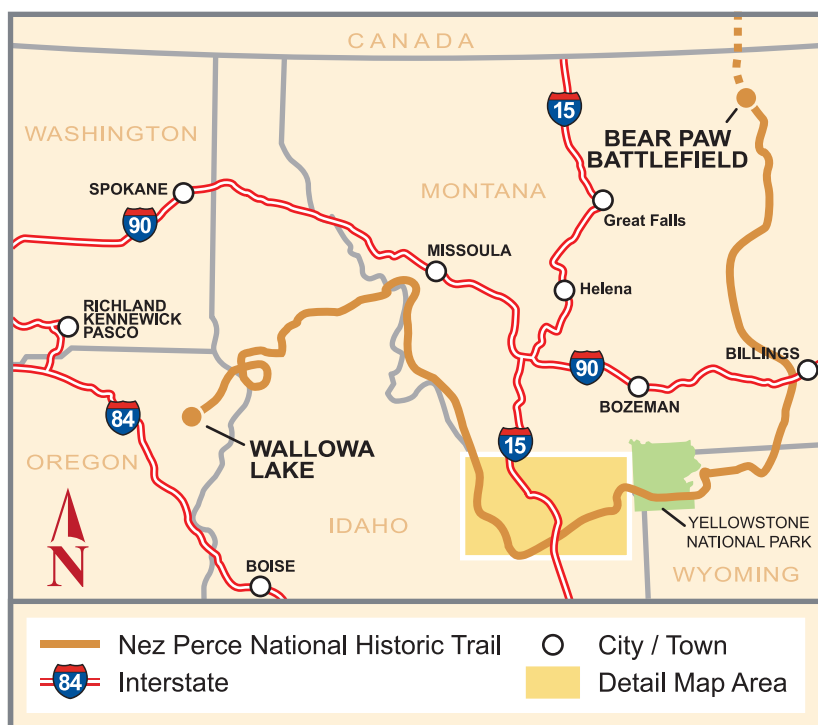 CANADA
WASHINGTON
15
BEAR PAW
BATTLEFIELD
SPOKANE
MONTANA
90
Great Falls
MISSOULA
RICHLAND
KENNEWICK
PASCO
Helena
BILLINGS
90
BOZEMAN
84
WALLOWA
LAKE
15
OREGON
IDAHO
YELLOWSTONE
NATIONAL PARK
N
BOISE
WYOMING
Nez Perce National Historic Trail
City / Town
84
Interstate
Detail Map Area